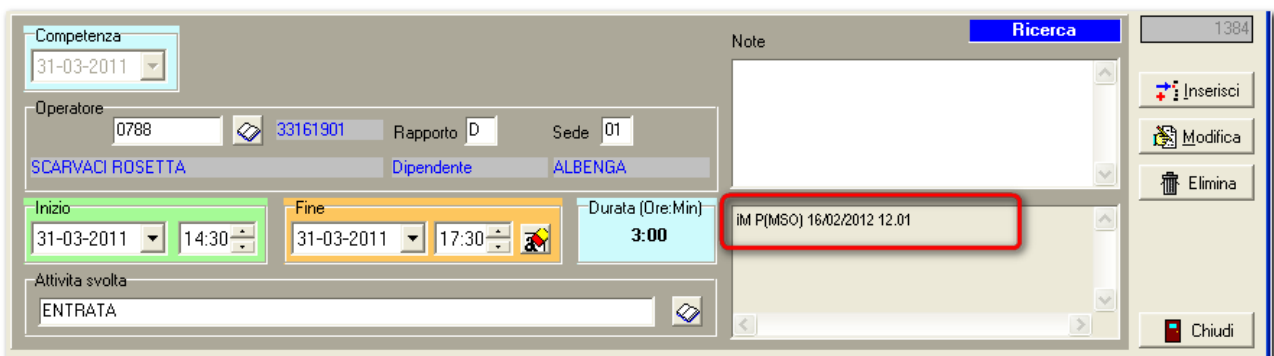 Competenza
31-03-2011
Operatore
0788 33161901 Rapporto D Sede 01
SCARVACI ROSETTA Dipendente ALBENGA
Inizio
31-03-2011 14:30
Fine
31-03-2011 17:30
Durata (Ore:Min)
3:00
Attivita svolta
ENTRATA
Note
Ricerca
iM P(MSO) 16/02/2012 12.01
1384
Inserisci
Modifica
Elimina
Chiudi